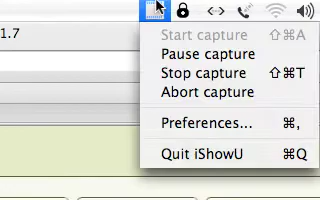 1.7
Start capture ⇧⌘A
Pause capture
Stop capture ⇧⌘T
Abort capture
Preferences... ⌘,
Quit iShowU ⌘Q